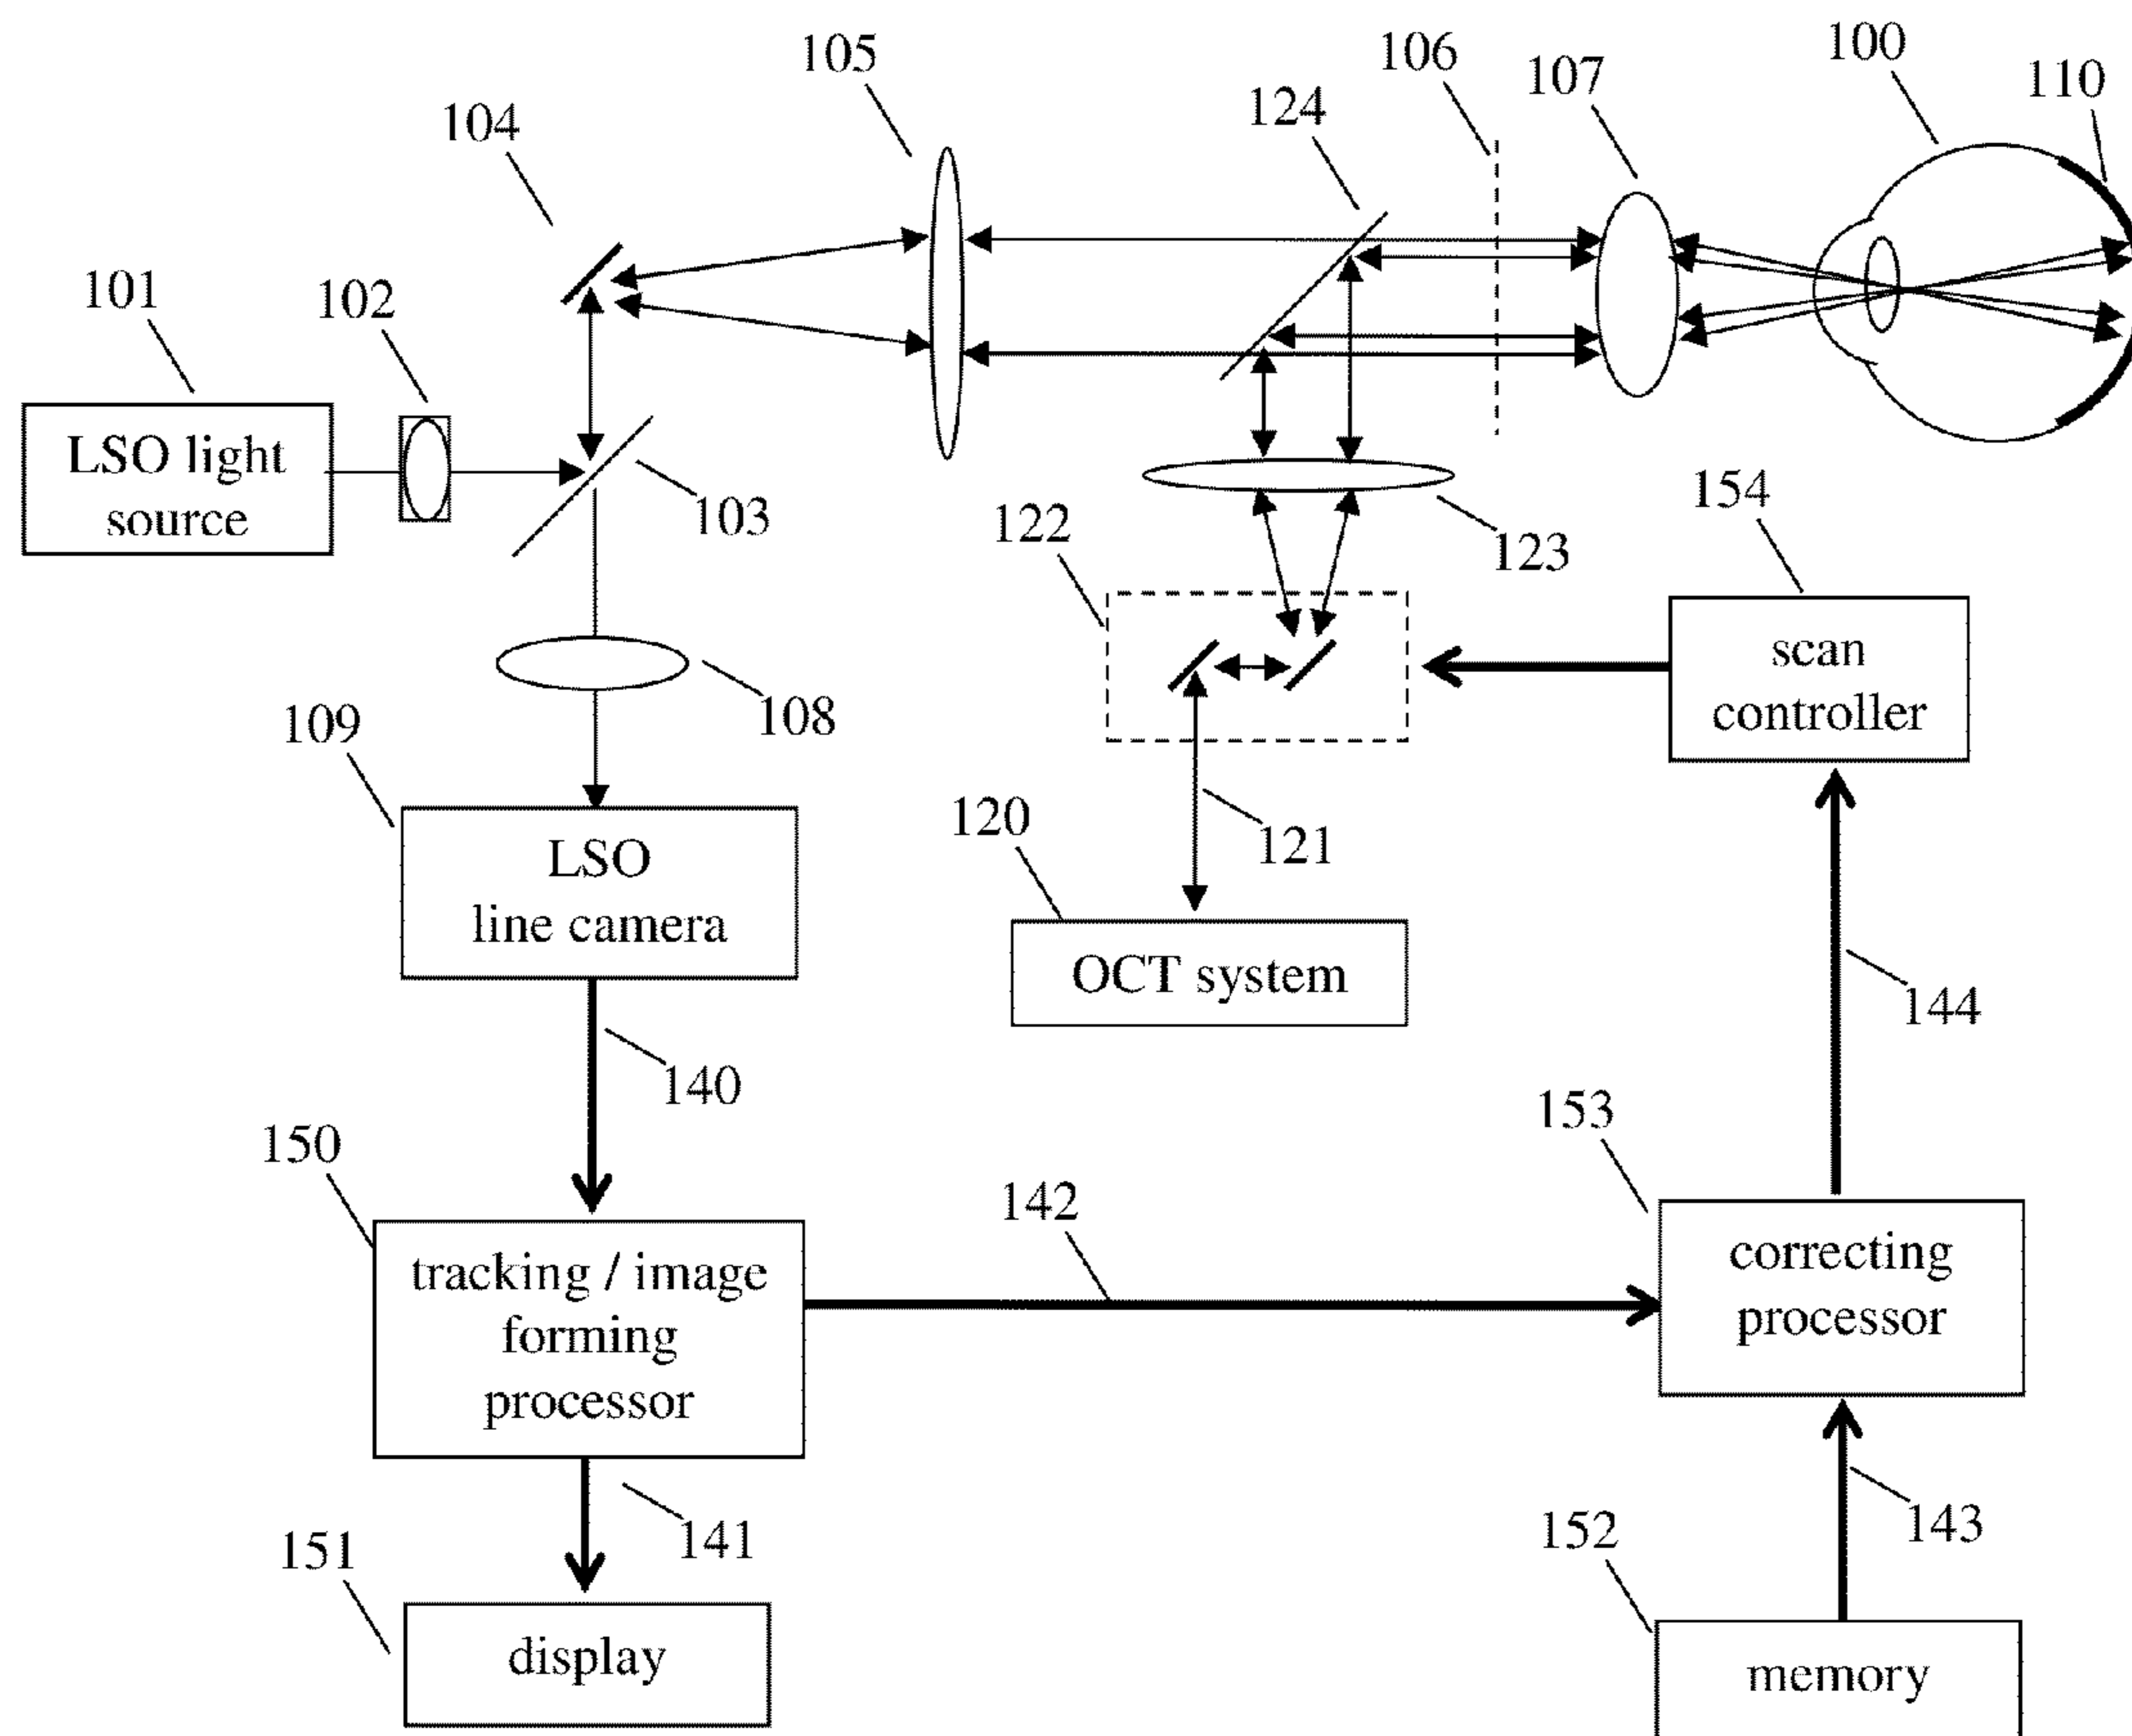 105
106
100
107
110
104
124
101
102
LSO light
source
103
154
122
123
scan
controller
109
108
LSO
line camera
120
121
OCT system
144
140
153
150
142
correcting
processor
tracking / image
forming
processor
143
141
152
151
display
memory